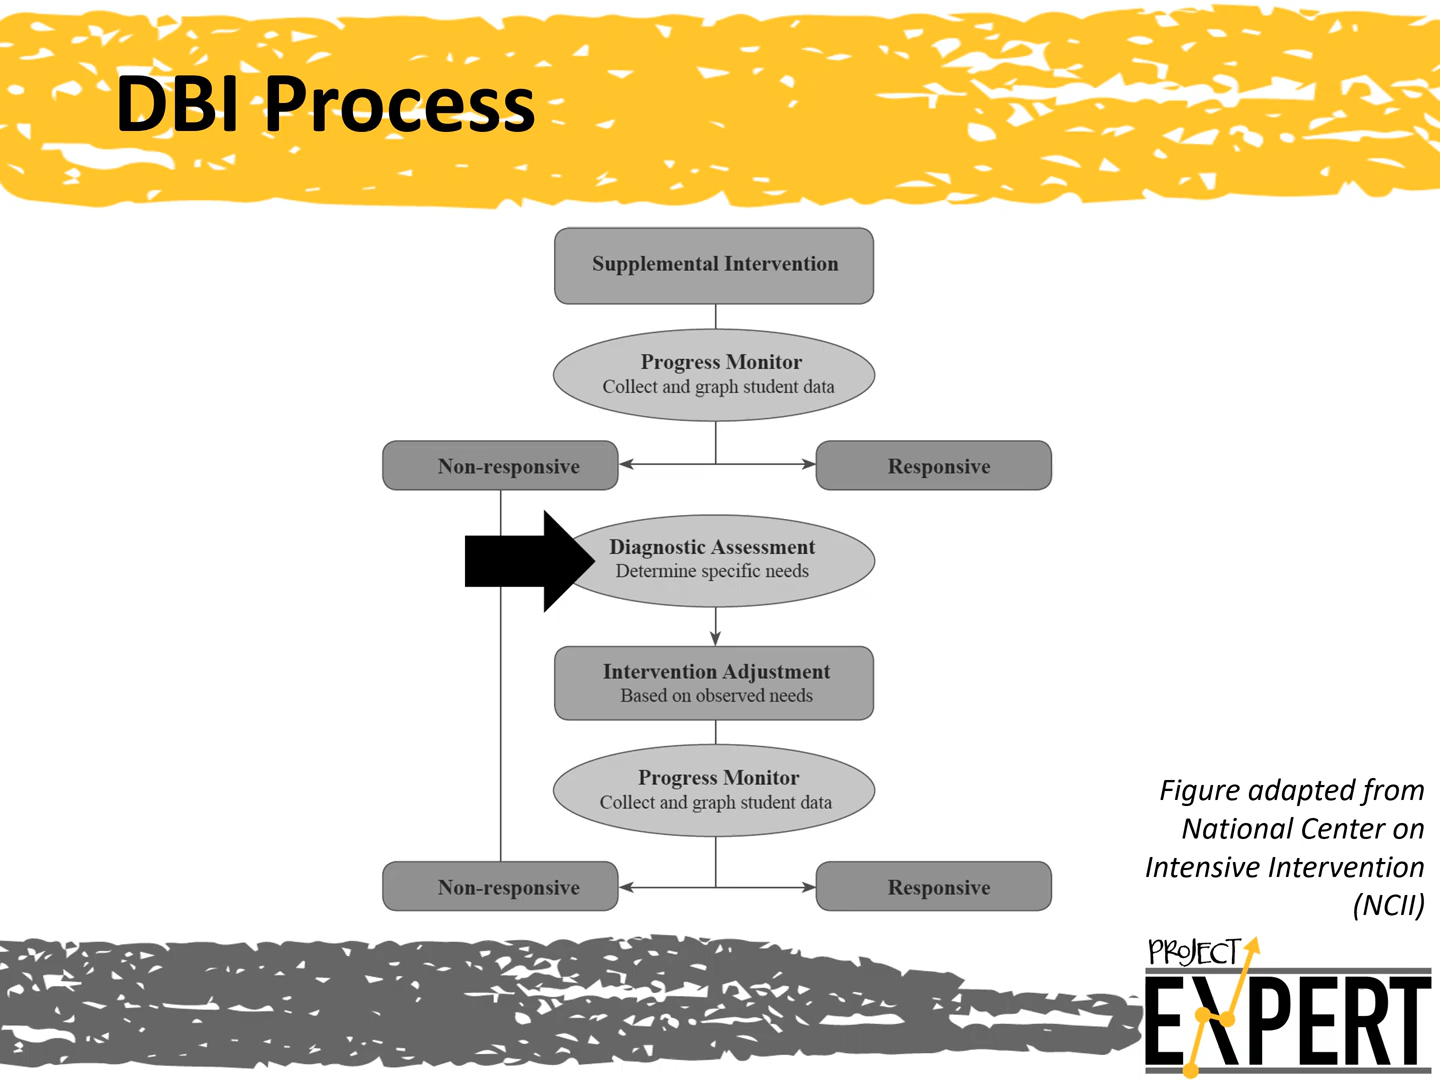 DBI Process
Supplemental Intervention
Progress Monitor
Collect and graph student data
Non-responsive
Responsive
Diagnostic Assessment
Determine specific needs
Intervention Adjustment
Based on observed needs
Progress Monitor
Collect and graph student data
Non-responsive
Responsive
Figure adapted from
National Center on
Intensive Intervention
(NCII)
PROJECT
EXPERT